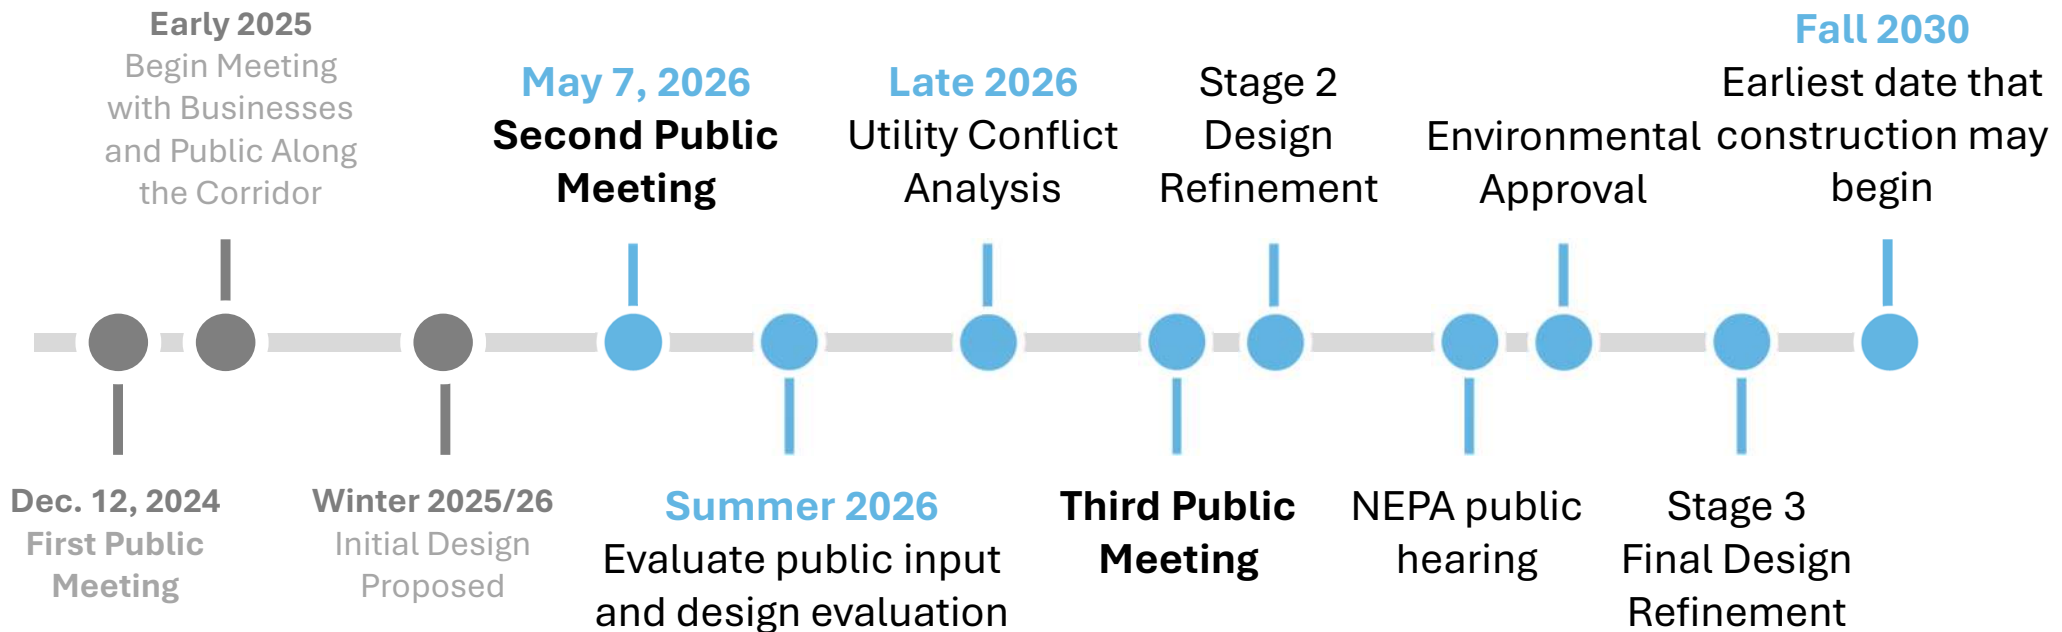 Early 2025
Begin Meeting
with Businesses
and Public Along
the Corridor
May 7, 2026
Second Public
Meeting
Late 2026
Utility Conflict
Analysis
Stage 2
Design
Refinement
Environmental
Approval
Fall 2030
Earliest date that
construction may
begin
Dec. 12, 2024
First Public
Meeting
Winter 2025/26
Initial Design
Proposed
Summer 2026
Evaluate public input
and design evaluation
Third Public
Meeting
NEPA public
hearing
Stage 3
Final Design
Refinement